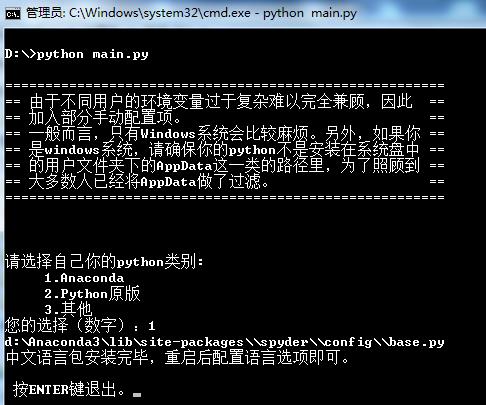 管理员: C:\Windows\system32\cmd.exe - python main.py
D:\>python main.py
=====================================================
== 由于不同用户的环境变量过于复杂难以完全兼顾，因此 ==
== 加入部分手动配置项。 ==
== 一般而言，只有Windows系统会比较麻烦。另外，如果你 ==
== 是windows系统，请确保你的python不是安装在系统盘中 ==
== 的用户文件夹下的AppData这一类的路径里，为了照顾到 ==
== 大多数人已经将AppData做了过滤。 ==
=====================================================
请选择自己你的python类别:
1.Anaconda
2.Python原版
3.其他
您的选择（数字）：1
d:\Anaconda3\lib\site-packages\\spyder\\config\\base.py
中文语言包安装完毕，重启后配置语言选项即可。
按ENTER键退出。